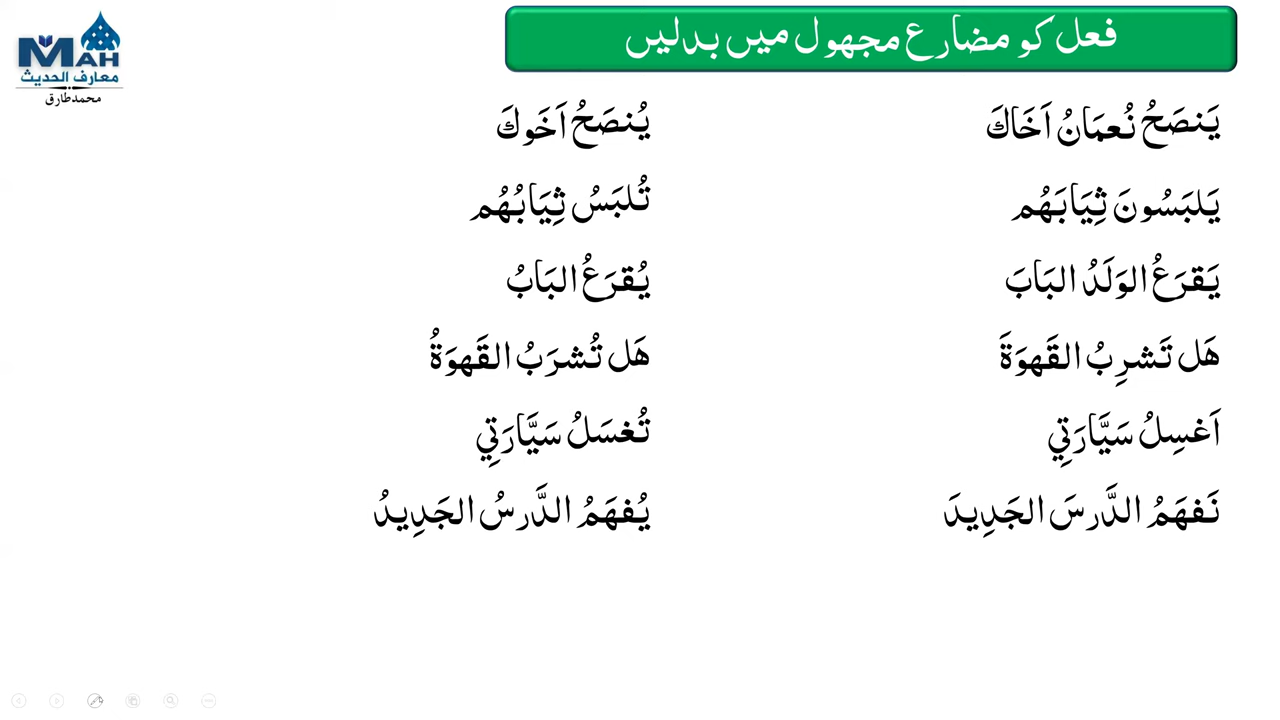 MAH
معارف الحدیث
محمد طارق
فعل کو مضارع مجھول میں بدلیں
يَنصَحُ نُعمَانُ اَخَاكَ يُنصَحُ اَخَوكَ
يَلبَسُونَ ثِيَابَهُم تُلبَسُ ثِيَابُهُم
يَقرَعُ الوَلَدُ البَابَ يُقرَعُ البَابُ
هَل تَشرِبُ القَهوَةَ هَل تُشرَبُ القَهوَةُ
اَغسِلُ سَيَّارَتِي تُغسَلُ سَيَّارَتِي
نَفهَمُ الدَّرسَ الجَدِيدَ يُفهَمُ الدَّرسُ الجَدِيدُ